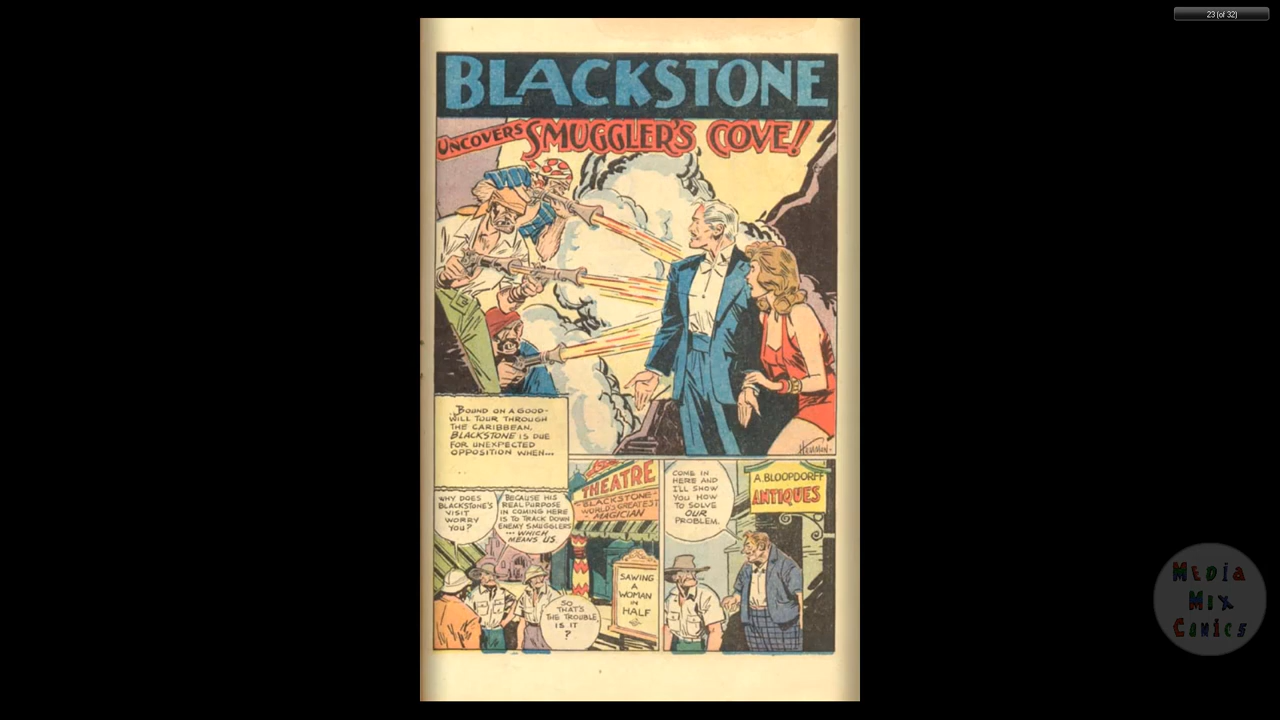 23 (of 32)
BLACKSTONE
UNCOVERS SMUGGLER'S COVE!
BOUND ON A GOOD-
WILL TOUR THROUGH
THE CARIBBEAN,
BLACKSTONE IS DUE
FOR UNEXPECTED
OPPOSITION WHEN...
WHY DOES
BLACKSTONE'S
VISIT
WORRY
YOU?
BECAUSE HIS
REAL PURPOSE
IN COMING HERE
IS TO TRACK DOWN
ENEMY SMUGGLERS
... WHICH
MEANS US.
THEATRE
"BLACKSTONE"
WORLD'S GREATEST
MAGICIAN
SAWING
A
WOMAN
IN
HALF
SO
THAT'S
THE TROUBLE,
IS IT
?
COME IN
HERE AND
I'LL SHOW
YOU HOW
TO SOLVE
OUR
PROBLEM.
A. BLOOPDORFF
ANTIQUES
MEDIA
MIX
COMICS